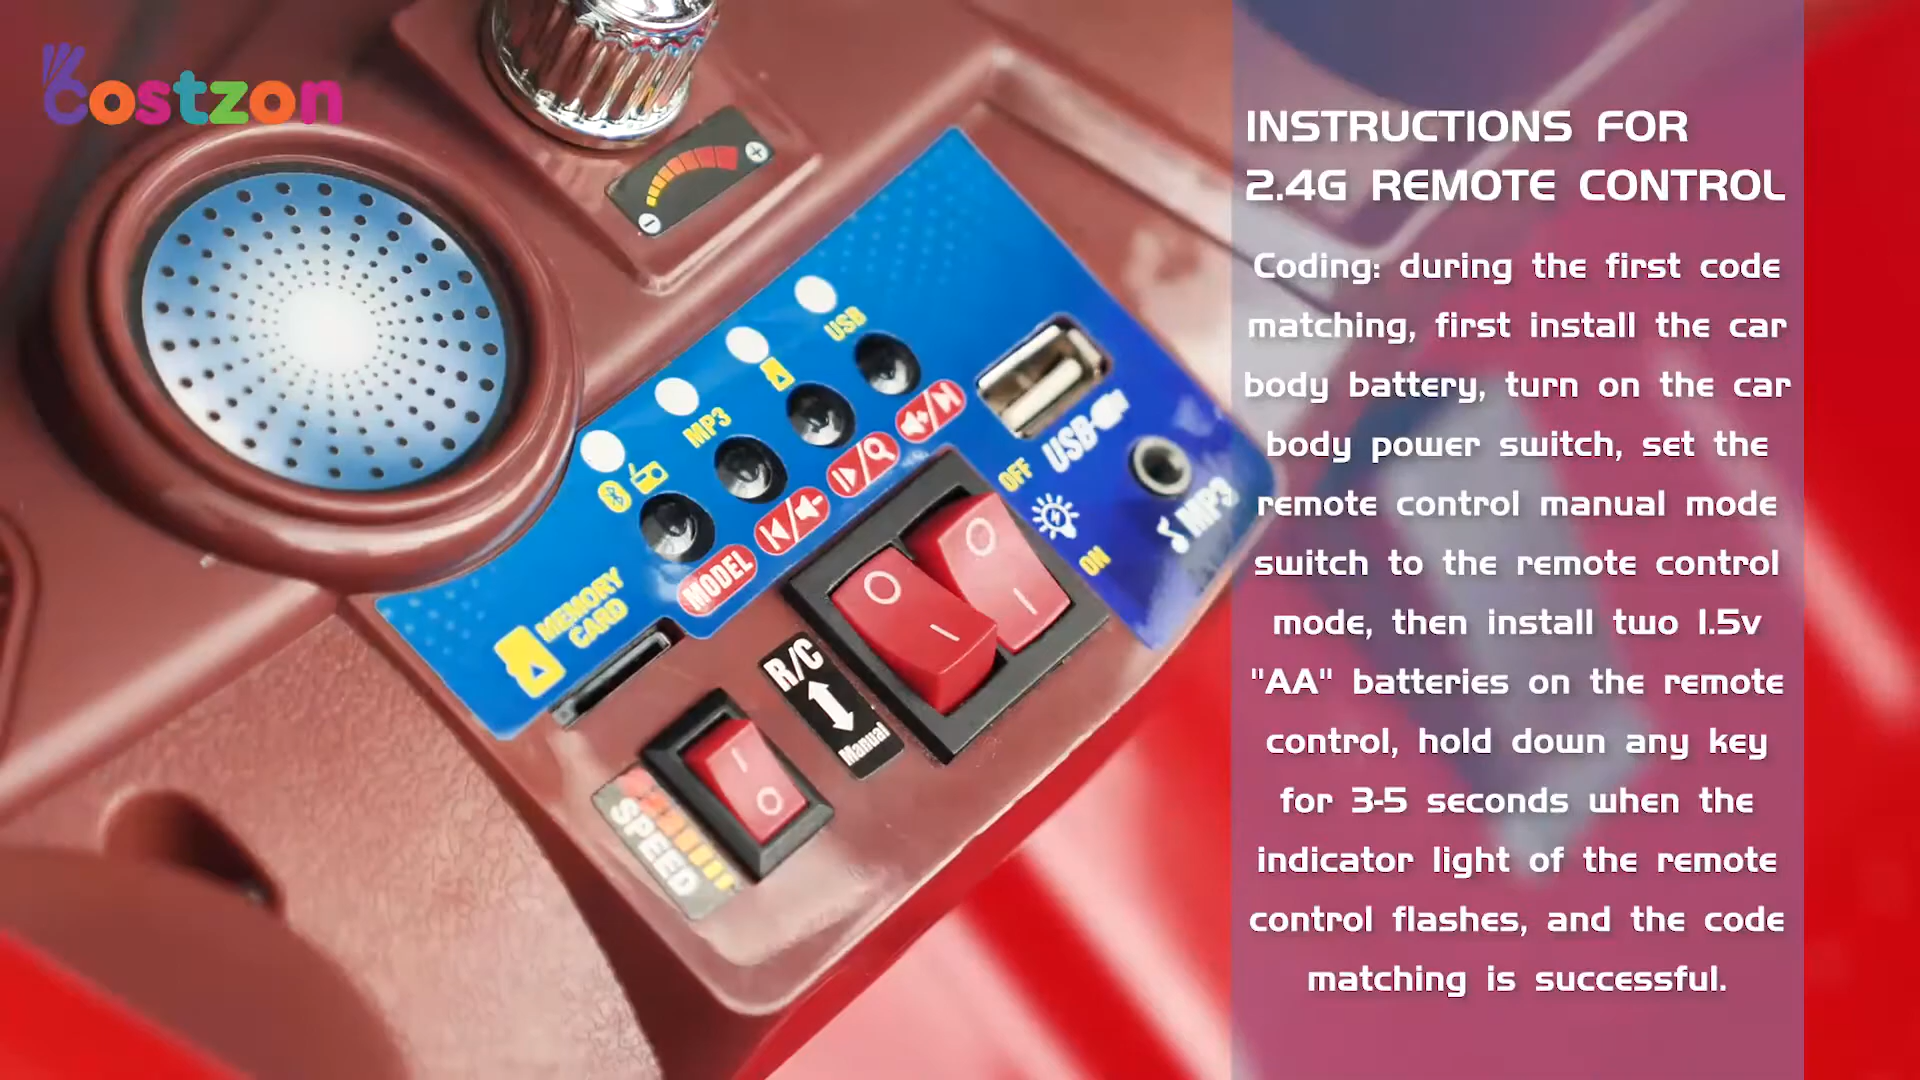 costzon
INSTRUCTIONS FOR
2.4G REMOTE CONTROL
Coding: during the first code
matching, first install the car
body battery, turn on the car
body power switch, set the
remote control manual mode
switch to the remote control
mode, then install two 1.5v
"AA" batteries on the remote
control, hold down any key
for 3-5 seconds when the
indicator light of the remote
control flashes, and the code
matching is successful.
USB
MP3
USB
MP3
OFF
ON
MODEL
MEMORY
CARD
R/C
Manual
SPEED